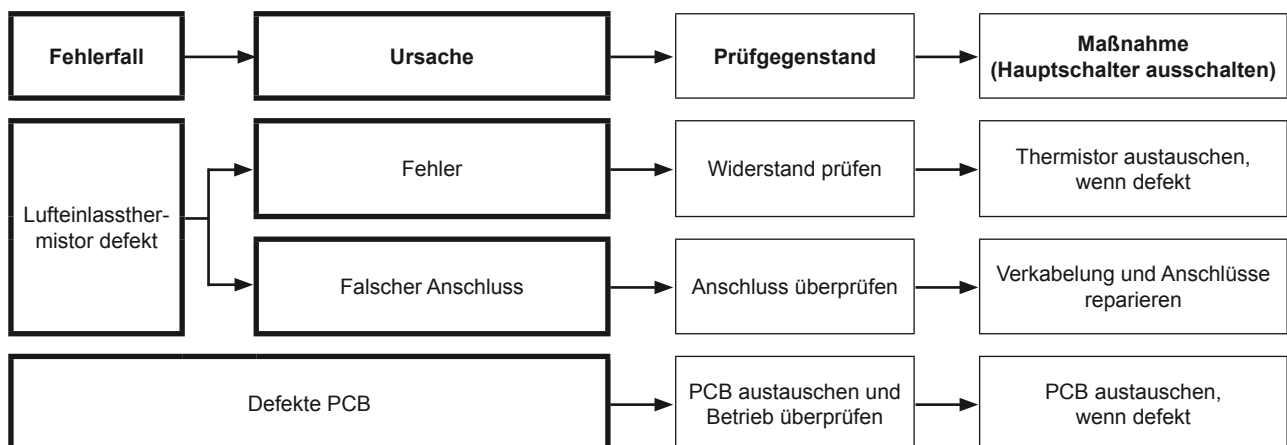 Fehlerfall
Ursache
Prüfgegenstand
Maßnahme
(Hauptschalter ausschalten)
Lufteinlassther-
mistor defekt
Fehler
Widerstand prüfen
Thermistor austauschen,
wenn defekt
Falscher Anschluss
Anschluss überprüfen
Verkabelung und Anschlüsse
reparieren
Defekte PCB
PCB austauschen und
Betrieb überprüfen
PCB austauschen,
wenn defekt